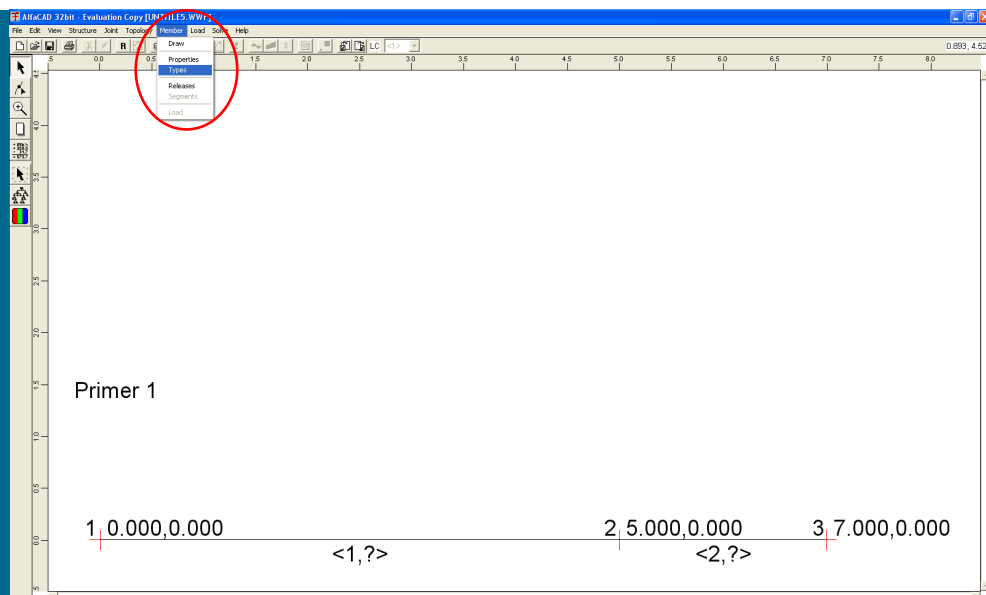 AlfaCAD 32bit - Evaluation Copy [UNTITLE5.WWF]
File Edit View Structure Joint Topology Member Load Solve Help
R LC <1> 0.893, 4.52
Draw
Properties
Types
Releases
Segments
Load
.5 0.0 0.5 1.5 2.0 2.5 3.0 3.5 4.0 4.5 5.0 5.5 6.0 6.5 7.0 7.5 8.0
4.5
4.0
3.5
3.0
2.5
2.0
1.5
Primer 1
1.0
0.5
1 0.000,0.000 2 5.000,0.000 3 7.000,0.000
0.0
<1,?> <2,?>
.5